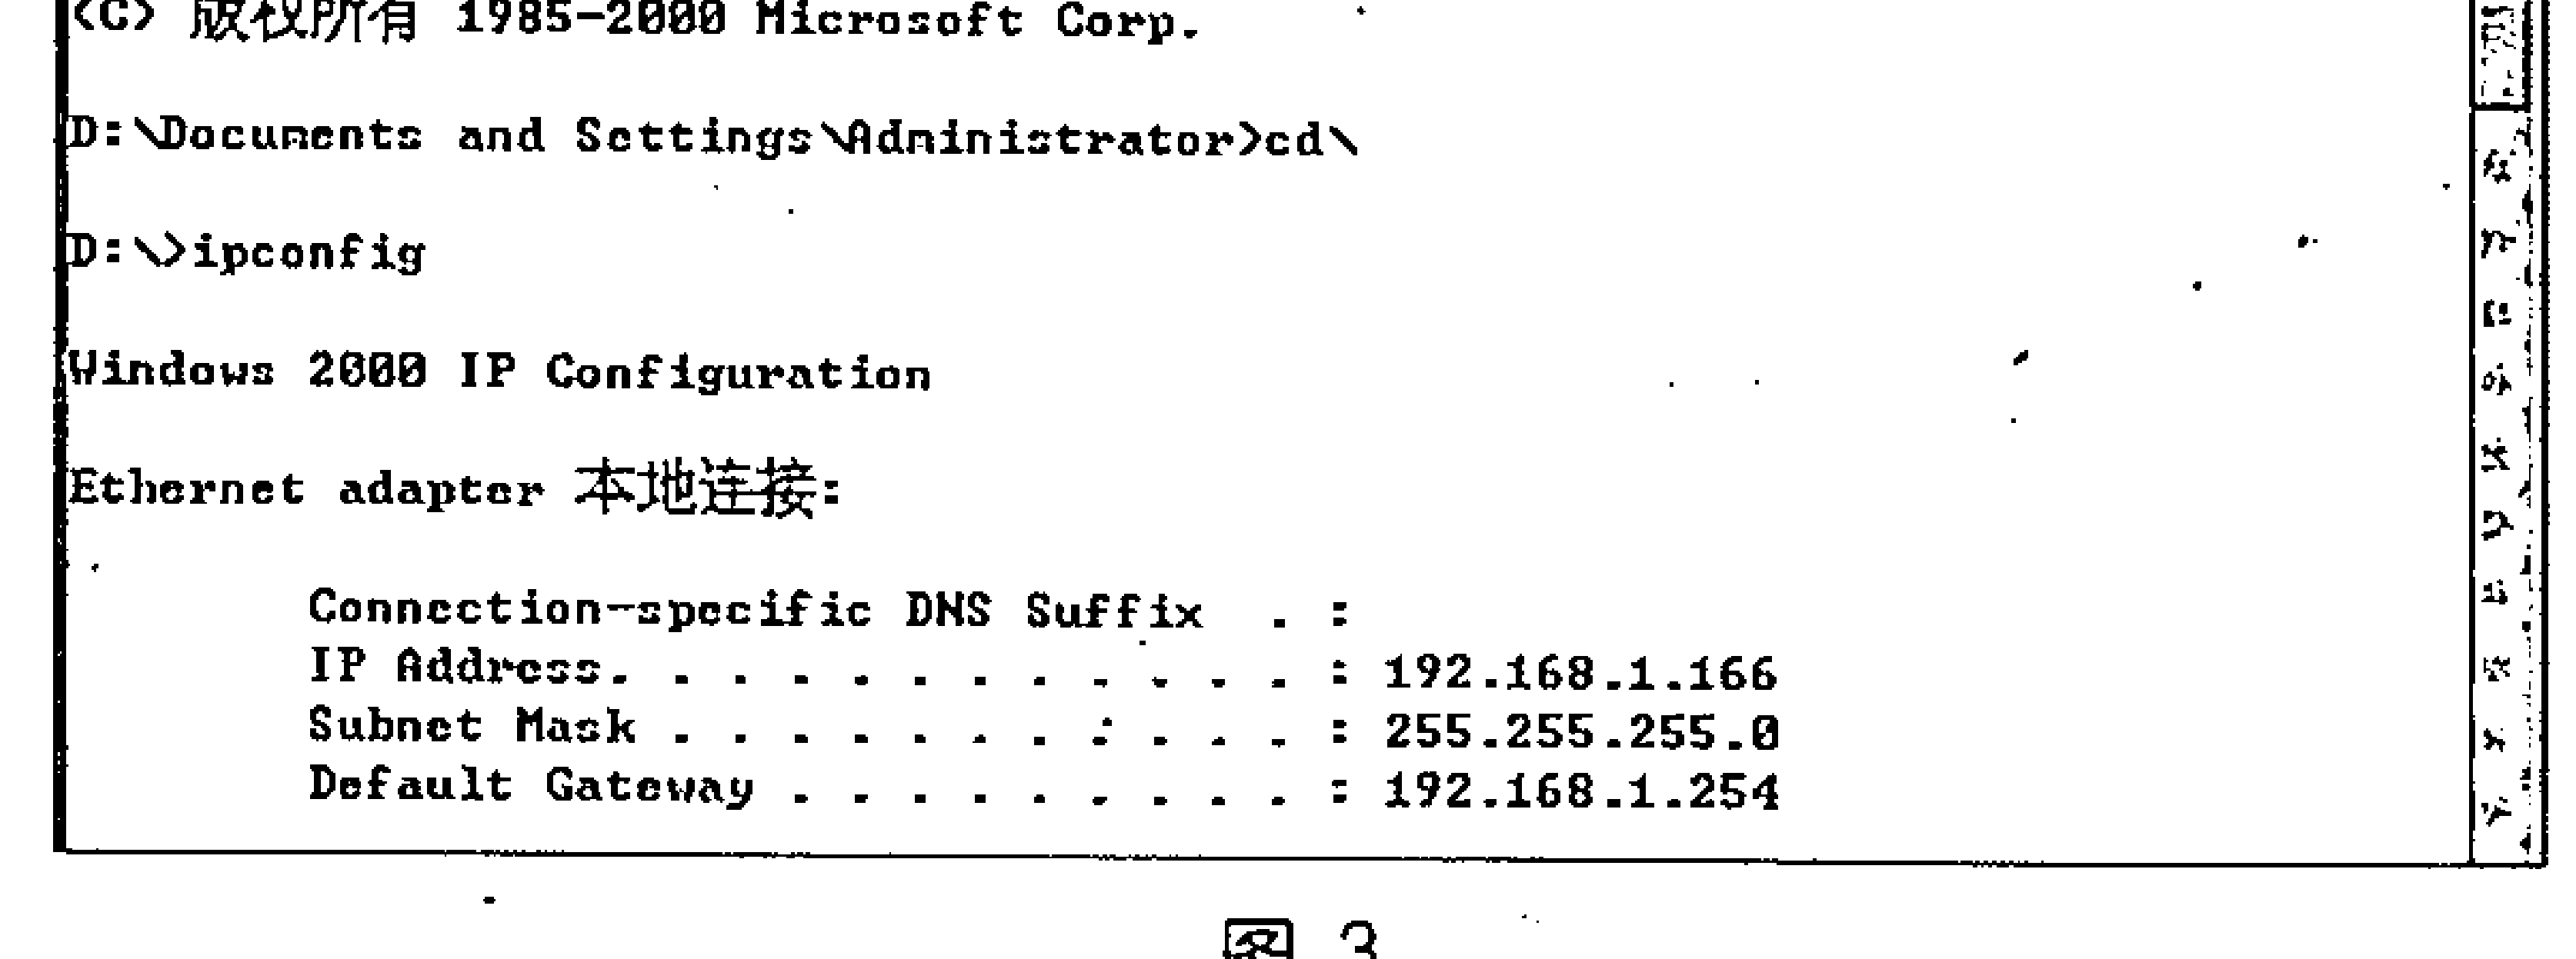 (C) 版权所有 1985-2000 Microsoft Corp.
D:\Documents and Settings\Administrator>cd\
D:\>ipconfig
Windows 2000 IP Configuration
Ethernet adapter 本地连接:
Connection-specific DNS Suffix  . :
IP Address. . . . . . . . . . . . : 192.168.1.166
Subnet Mask . . . . . . . . . . . : 255.255.255.0
Default Gateway . . . . . . . . . : 192.168.1.254
图 3